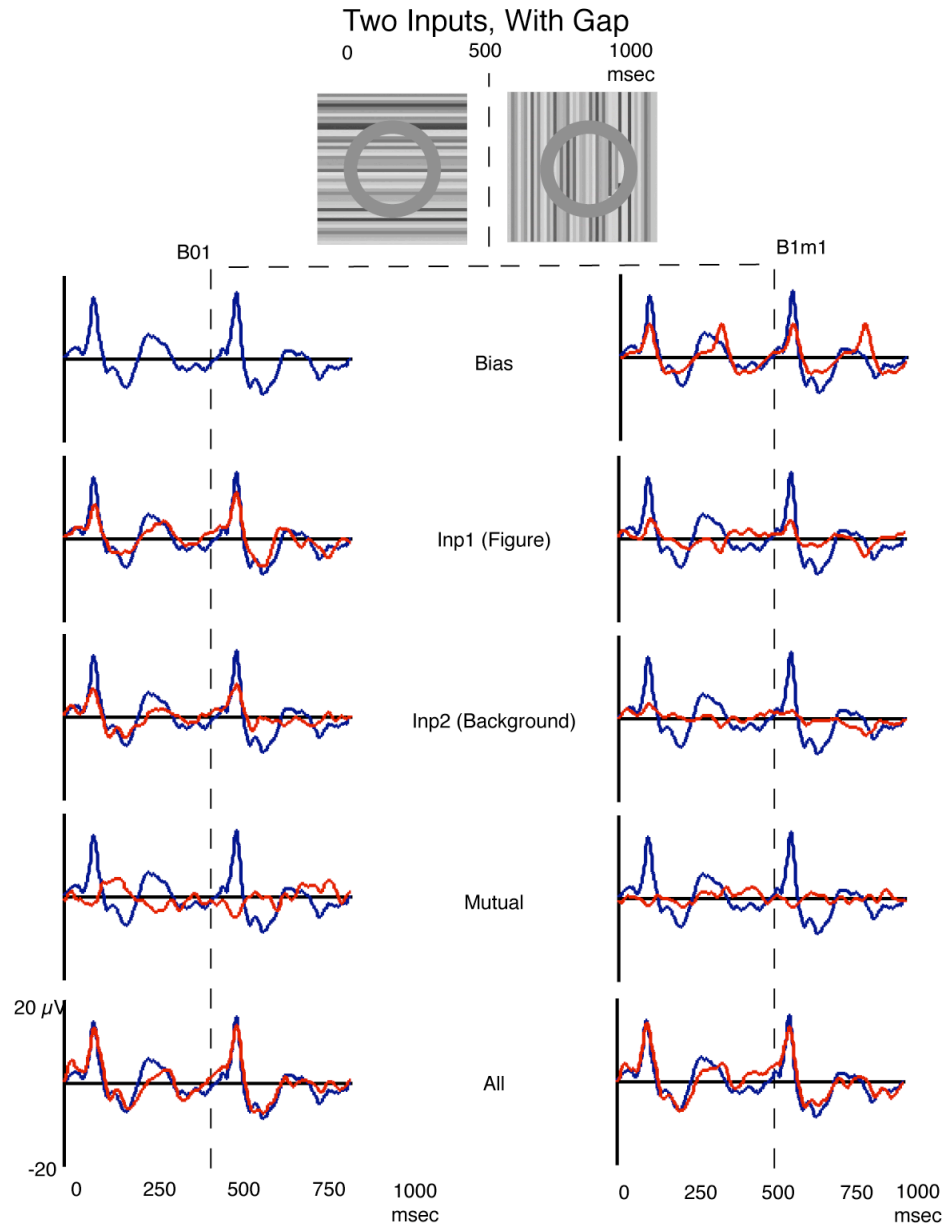 Two Inputs, With Gap
0 500 1000
msec
B01 B1m1
Bias
Inp1 (Figure)
Inp2 (Background)
Mutual
20 µV
All
-20
0 250 500 750 1000 0 250 500 750 1000
msec msec